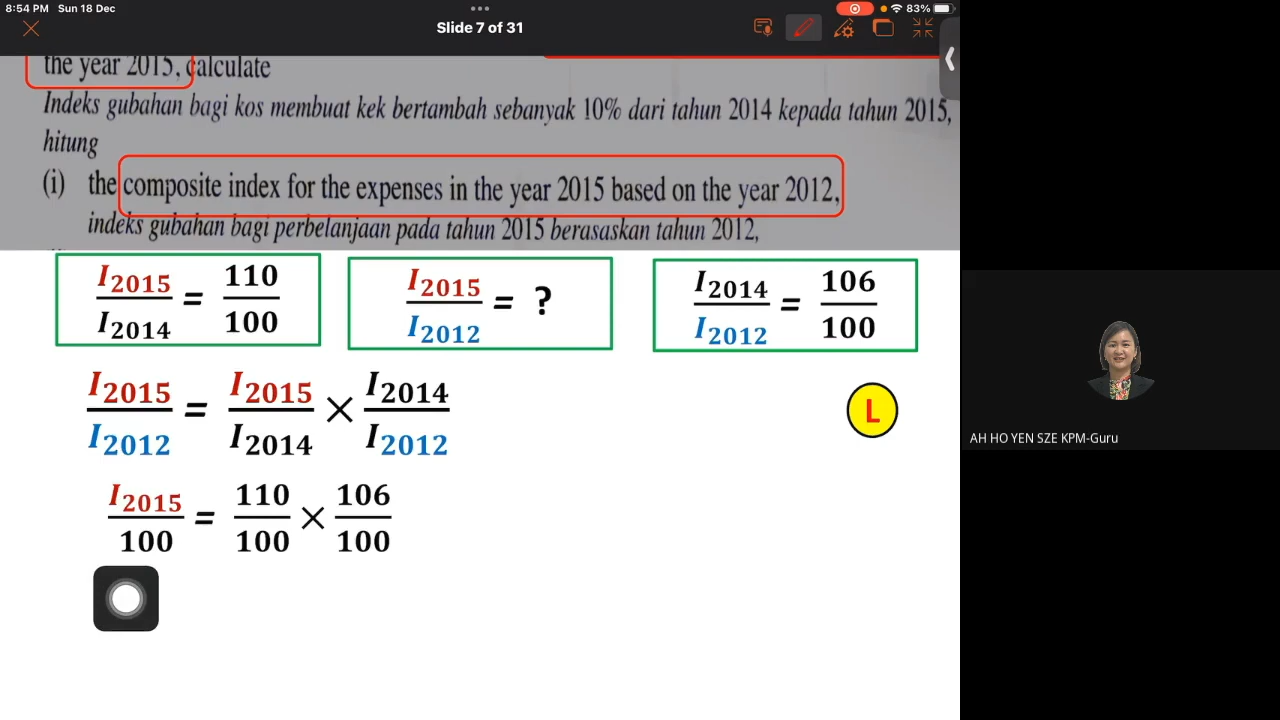 8:54 PM Sun 18 Dec
83%
Slide 7 of 31
the year 2015, calculate
Indeks gubahan bagi kos membuat kek bertambah sebanyak 10% dari tahun 2014 kepada tahun 2015,
hitung
(i) the composite index for the expenses in the year 2015 based on the year 2012,
indeks gubahan bagi perbelanjaan pada tahun 2015 berasaskan tahun 2012,
I₂₀₁₅/I₂₀₁₄ = 110/100
I₂₀₁₅/I₂₀₁₂ = ?
I₂₀₁₄/I₂₀₁₂ = 106/100
I₂₀₁₅/I₂₀₁₂ = I₂₀₁₅/I₂₀₁₄ × I₂₀₁₄/I₂₀₁₂
L
I₂₀₁₅/100 = 110/100 × 106/100
AH HO YEN SZE KPM-Guru